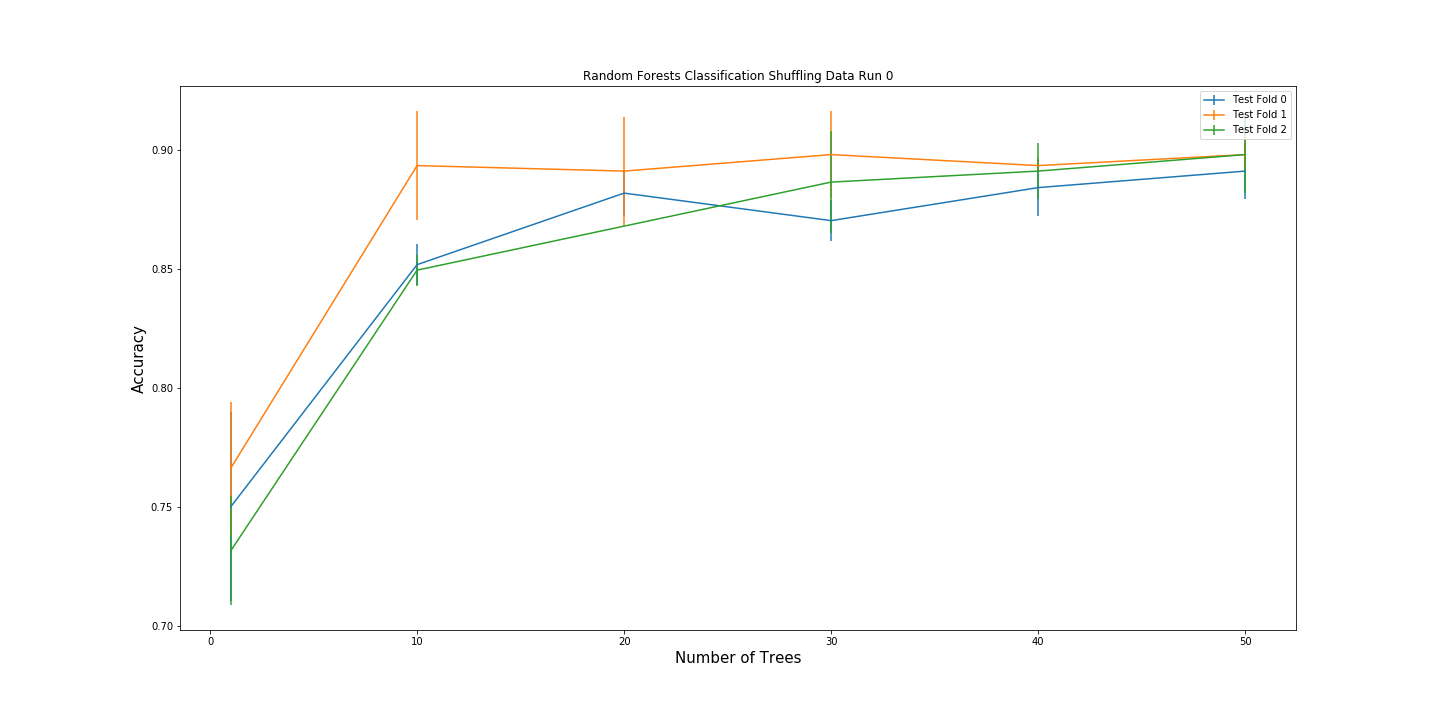 Random Forests Classification Shuffling Data Run 0
Test Fold 0
Test Fold 1
Test Fold 2
0.90
0.85
0.80
0.75
0.70
Accuracy
0 10 20 30 40 50
Number of Trees